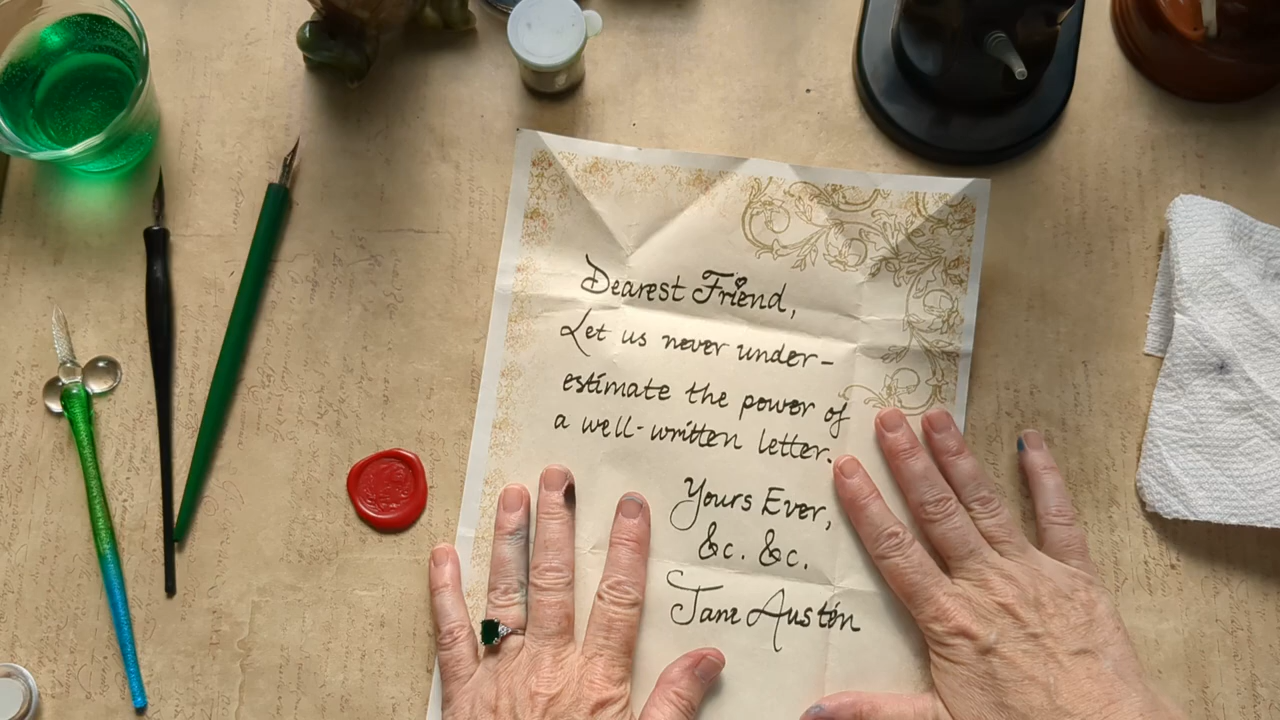 Dearest Friend,
Let us never under-
estimate the power of
a well-written letter.
Yours Ever,
&c. &c.
Jane Austen